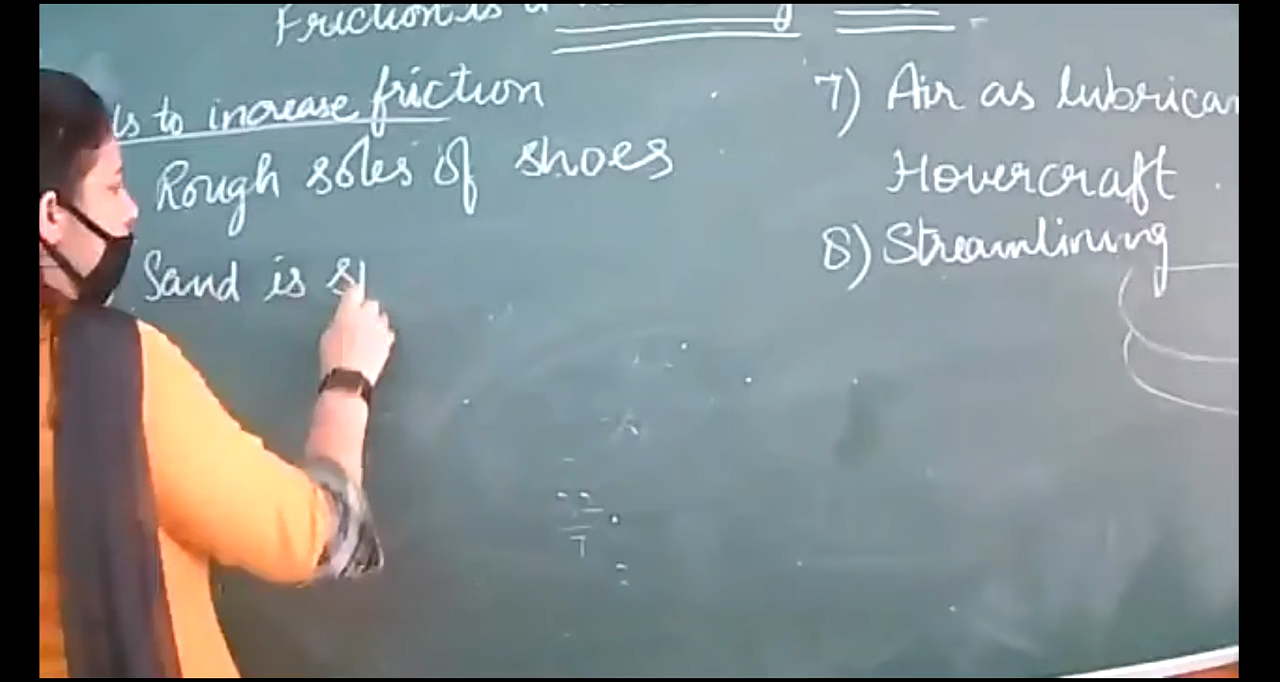 Friction is a
ls to increase friction
Rough soles of shoes
Sand is s
7) Air as lubrican
Hovercraft
8) Streamlining